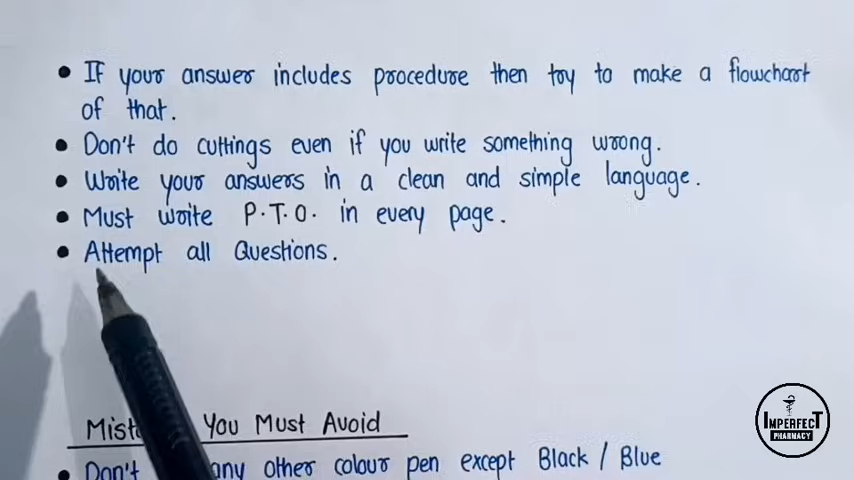 • If your answer includes procedure then try to make a flowchart
of that.
• Don't do cuttings even if you write something wrong.
• Write your answers in a clean and simple language.
• Must write P.T.O. in every page.
• Attempt all Questions.
You Must Avoid
• Don't any other colour pen except Black / Blue
IMPERFECT
PHARMACY